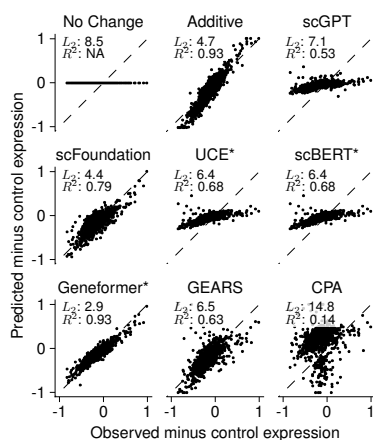 No Change
Additive
scGPT
L2: 8.5
R2: NA
L2: 4.7
R2: 0.93
L2: 7.1
R2: 0.53
1
0
-1
scFoundation
UCE*
scBERT*
L2: 4.4
R2: 0.79
L2: 6.4
R2: 0.68
L2: 6.4
R2: 0.68
1
0
-1
Geneformer*
GEARS
CPA
L2: 2.9
R2: 0.93
L2: 6.5
R2: 0.63
L2: 14.8
R2: 0.14
1
0
-1
-1 0 1
-1 0 1
-1 0 1
Predicted minus control expression
Observed minus control expression